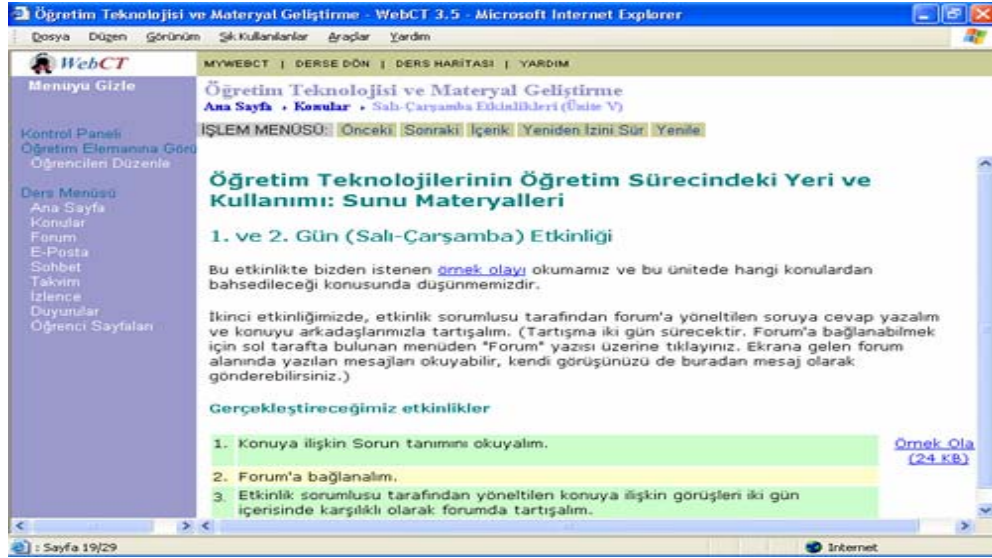 Öğretim Teknolojisi ve Materyal Geliştirme - WebCT 3.5 - Microsoft Internet Explorer
Dosya Düzen Görünüm Sık Kullanılanlar Araçlar Yardım
WebCT
MYWEBCT | DERSE DÖN | DERS HARİTASI | YARDIM
Menüyü Gizle
Öğretim Teknolojisi ve Materyal Geliştirme
Ana Sayfa › Konular › Salı-Çarşamba Etkinlikleri (Ünite V)
İŞLEM MENÜSÜ: Önceki Sonraki İçerik Yeniden İzini Sür Yenile
Kontrol Paneli
Öğretim Elemanına Görü
Öğrencileri Düzenle
Ders Menüsü
Ana Sayfa
Konular
Forum
E-Posta
Sohbet
Takvim
İzlence
Duyurular
Öğrenci Sayfaları
Öğretim Teknolojilerinin Öğretim Sürecindeki Yeri ve
Kullanımı: Sunu Materyalleri
1. ve 2. Gün (Salı-Çarşamba) Etkinliği
Bu etkinlikte bizden istenen örnek olayı okumamız ve bu ünitede hangi konulardan
bahsedileceği konusunda düşünmemizdir.
İkinci etkinliğimizde, etkinlik sorumlusu tarafından forum'a yöneltilen soruya cevap yazalım
ve konuyu arkadaşlarımızla tartışalım. (Tartışma iki gün sürecektir. Forum'a bağlanabilmek
için sol tarafta bulunan menüden "Forum" yazısı üzerine tıklayınız. Ekrana gelen forum
alanında yazılan mesajları okuyabilir, kendi görüşünüzü de buradan mesaj olarak
gönderebilirsiniz.)
Gerçekleştireceğimiz etkinlikler
1. Konuya ilişkin Sorun tanımını okuyalım.
Örnek Ola
(24 KB)
2. Forum'a bağlanalım.
3. Etkinlik sorumlusu tarafından yöneltilen konuya ilişkin görüşleri iki gün
içerisinde karşılıklı olarak forumda tartışalım.
: Sayfa 19/29
Internet